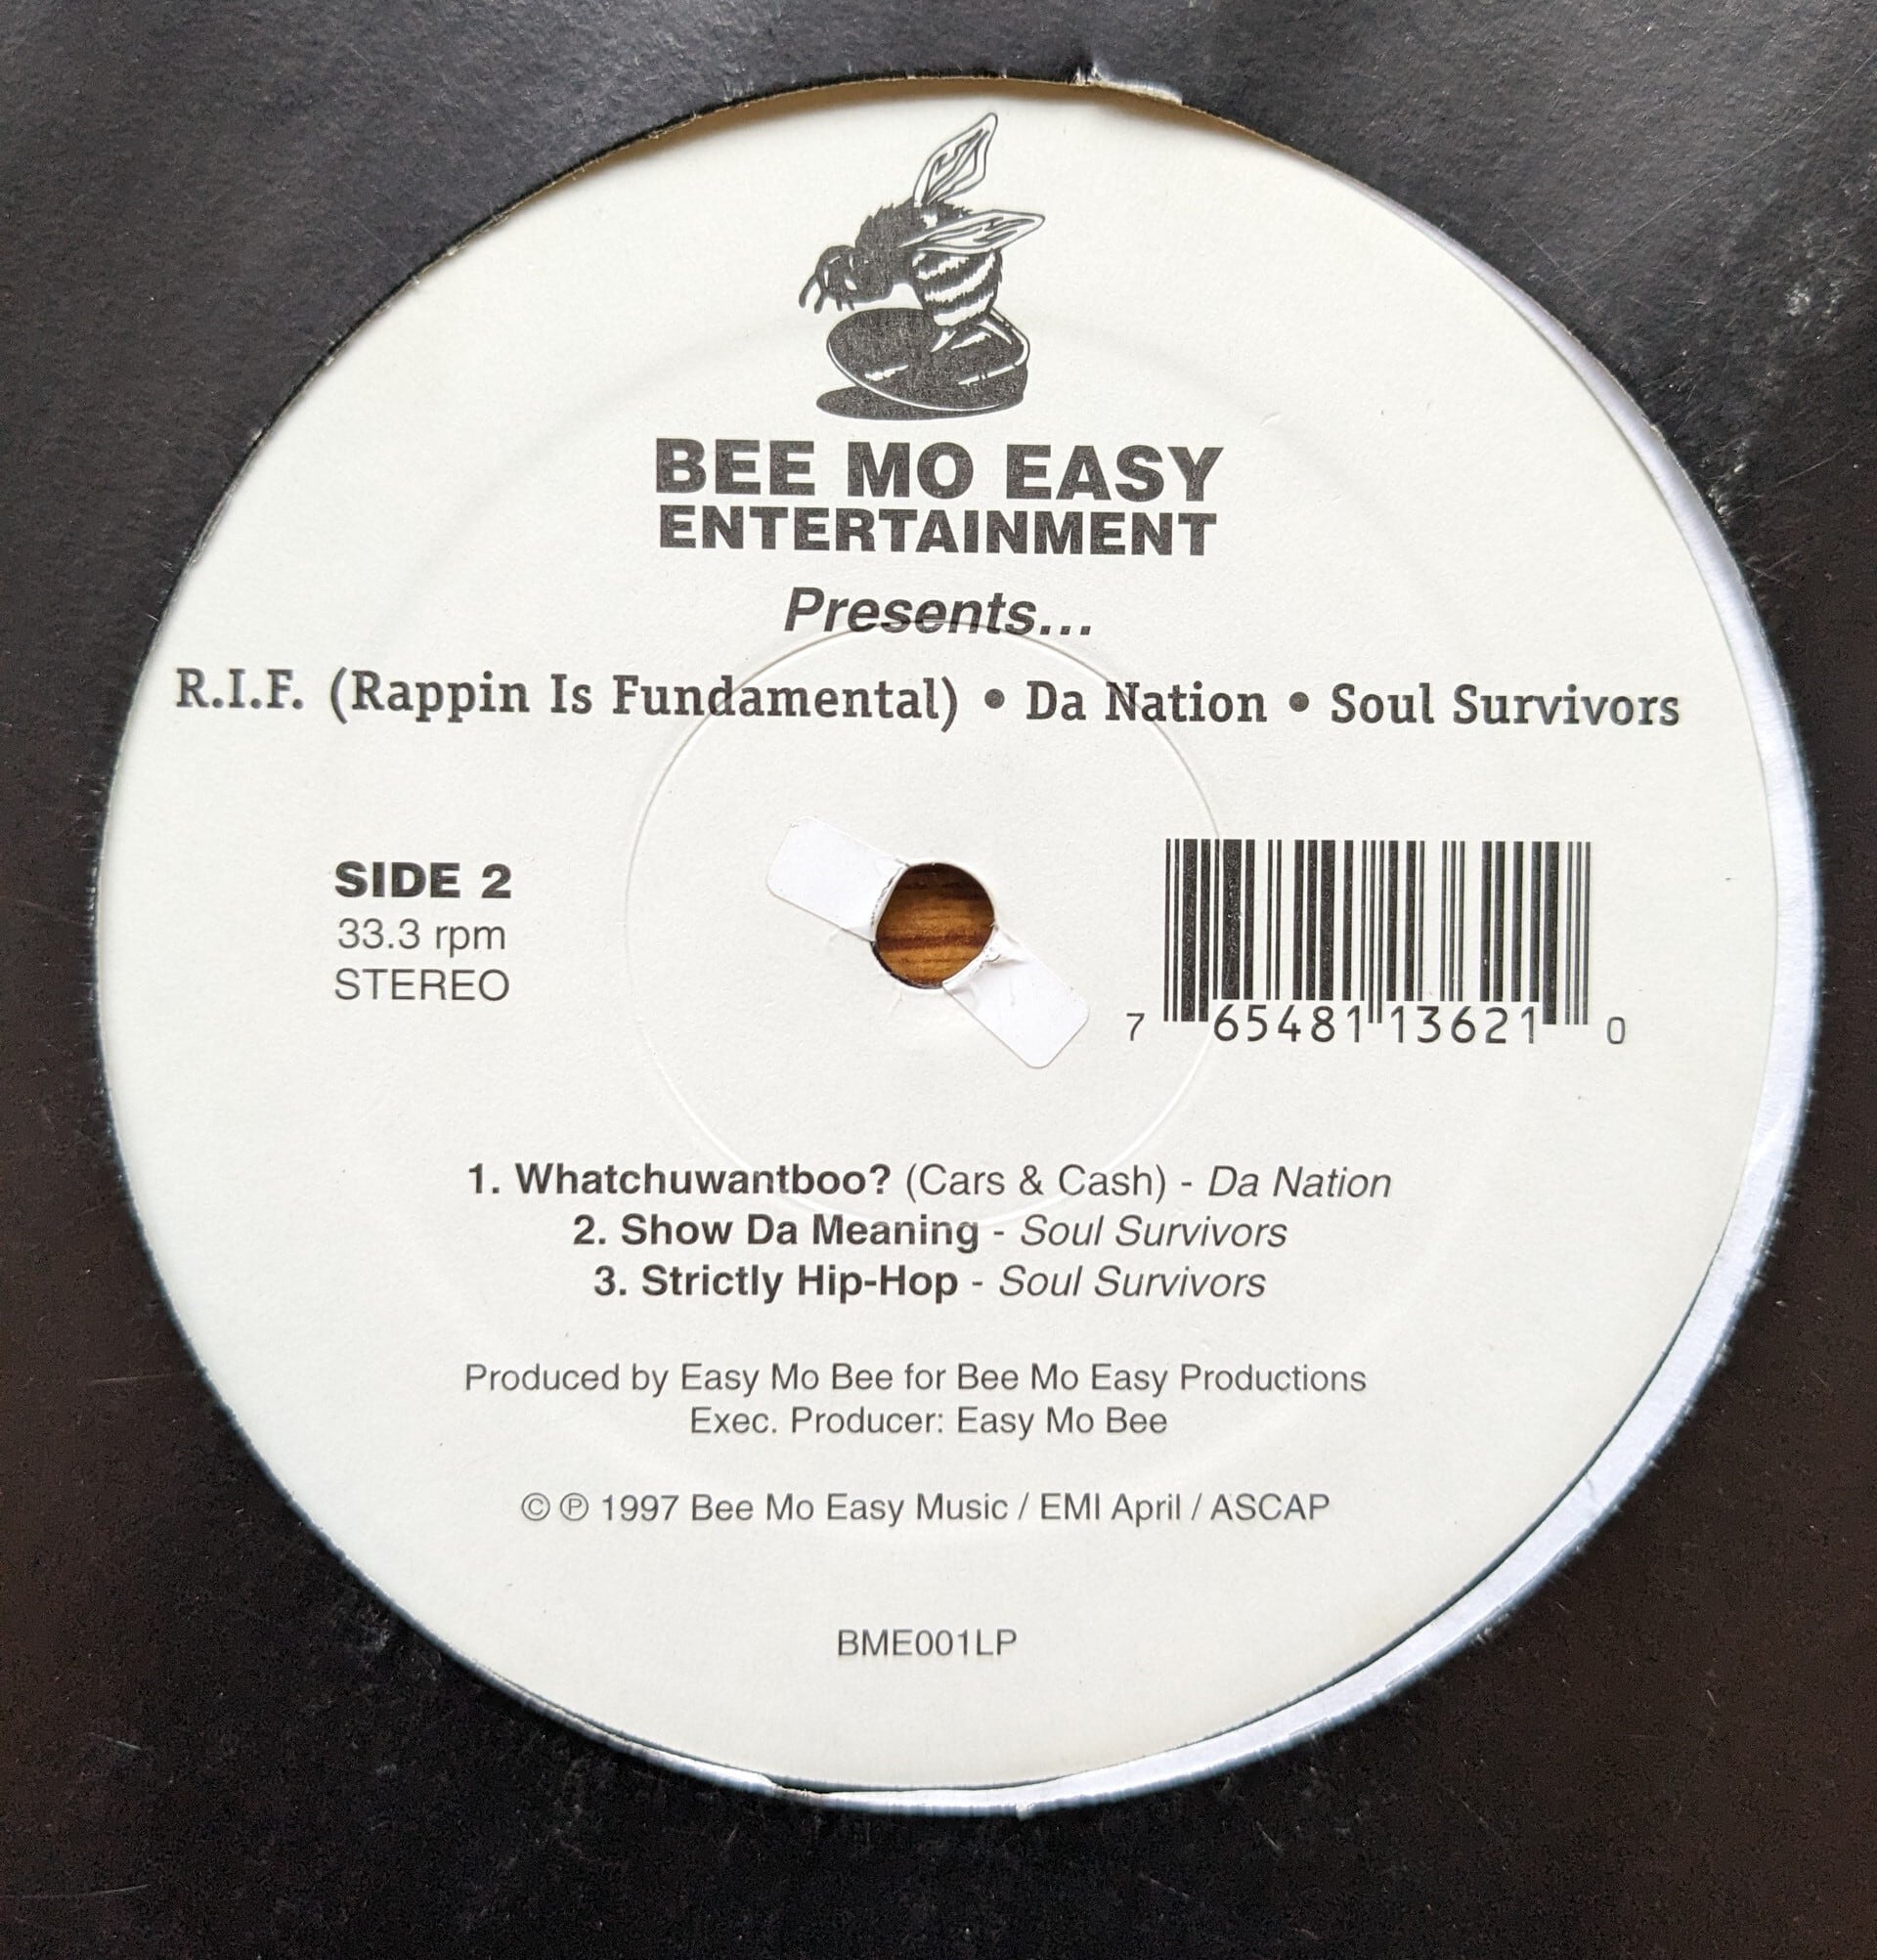 BEE MO EASY
ENTERTAINMENT
Presents...
R.I.F. (Rappin Is Fundamental) • Da Nation • Soul Survivors
SIDE 2
33.3 rpm
STEREO
7 65481 13621 0
1. Whatchuwantboo? (Cars & Cash) - Da Nation
2. Show Da Meaning - Soul Survivors
3. Strictly Hip-Hop - Soul Survivors
Produced by Easy Mo Bee for Bee Mo Easy Productions
Exec. Producer: Easy Mo Bee
© ℗ 1997 Bee Mo Easy Music / EMI April / ASCAP
BME001LP